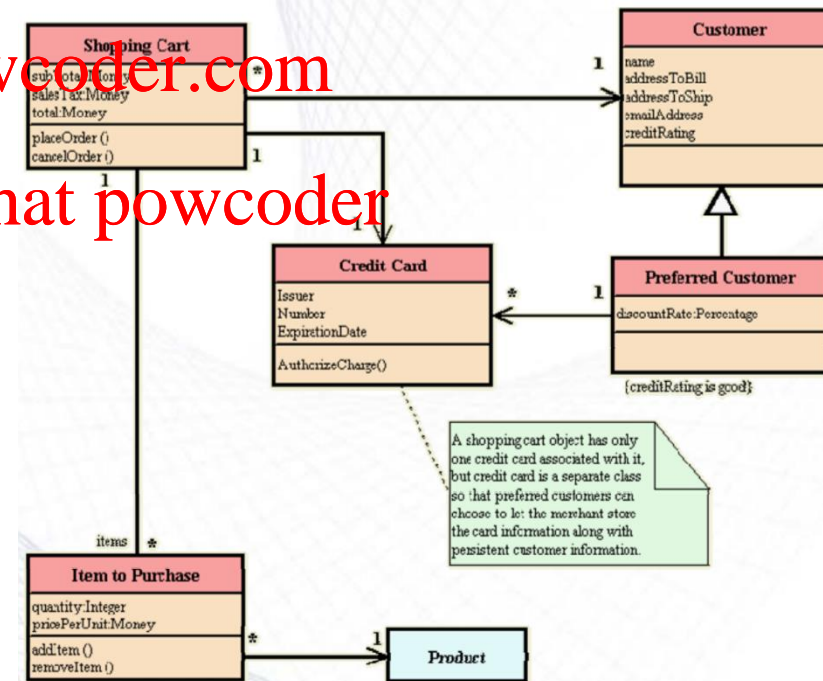 Shopping Cart
subTotal:Money
salesTax:Money
total:Money
placeOrder ()
cancelOrder ()
wcoder.com
hat powcoder
*
1
Customer
name
addressToBill
addressToShip
emailAddress
creditRating
1
1
1
Credit Card
Issuer
Number
ExpirationDate
AuthorizeCharge()
*
1
Preferred Customer
discountRate:Percentage
{creditRating is good}
A shopping cart object has only
one credit card associated with it,
but credit card is a separate class
so that preferred customers can
choose to let the merchant store
the card information along with
persistent customer information.
items *
Item to Purchase
quantity:Integer
pricePerUnit:Money
addItem ()
removeItem ()
*
1
Product